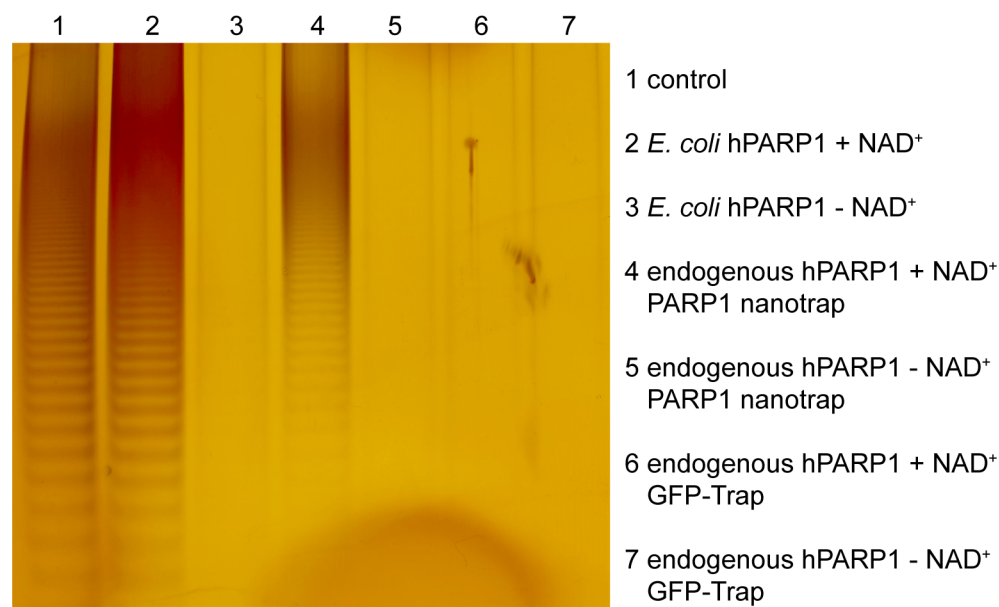 1 2 3 4 5 6 7
1 control
2 E. coli hPARP1 + NAD⁺
3 E. coli hPARP1 - NAD⁺
4 endogenous hPARP1 + NAD⁺
PARP1 nanotrap
5 endogenous hPARP1 - NAD⁺
PARP1 nanotrap
6 endogenous hPARP1 + NAD⁺
GFP-Trap
7 endogenous hPARP1 - NAD⁺
GFP-Trap